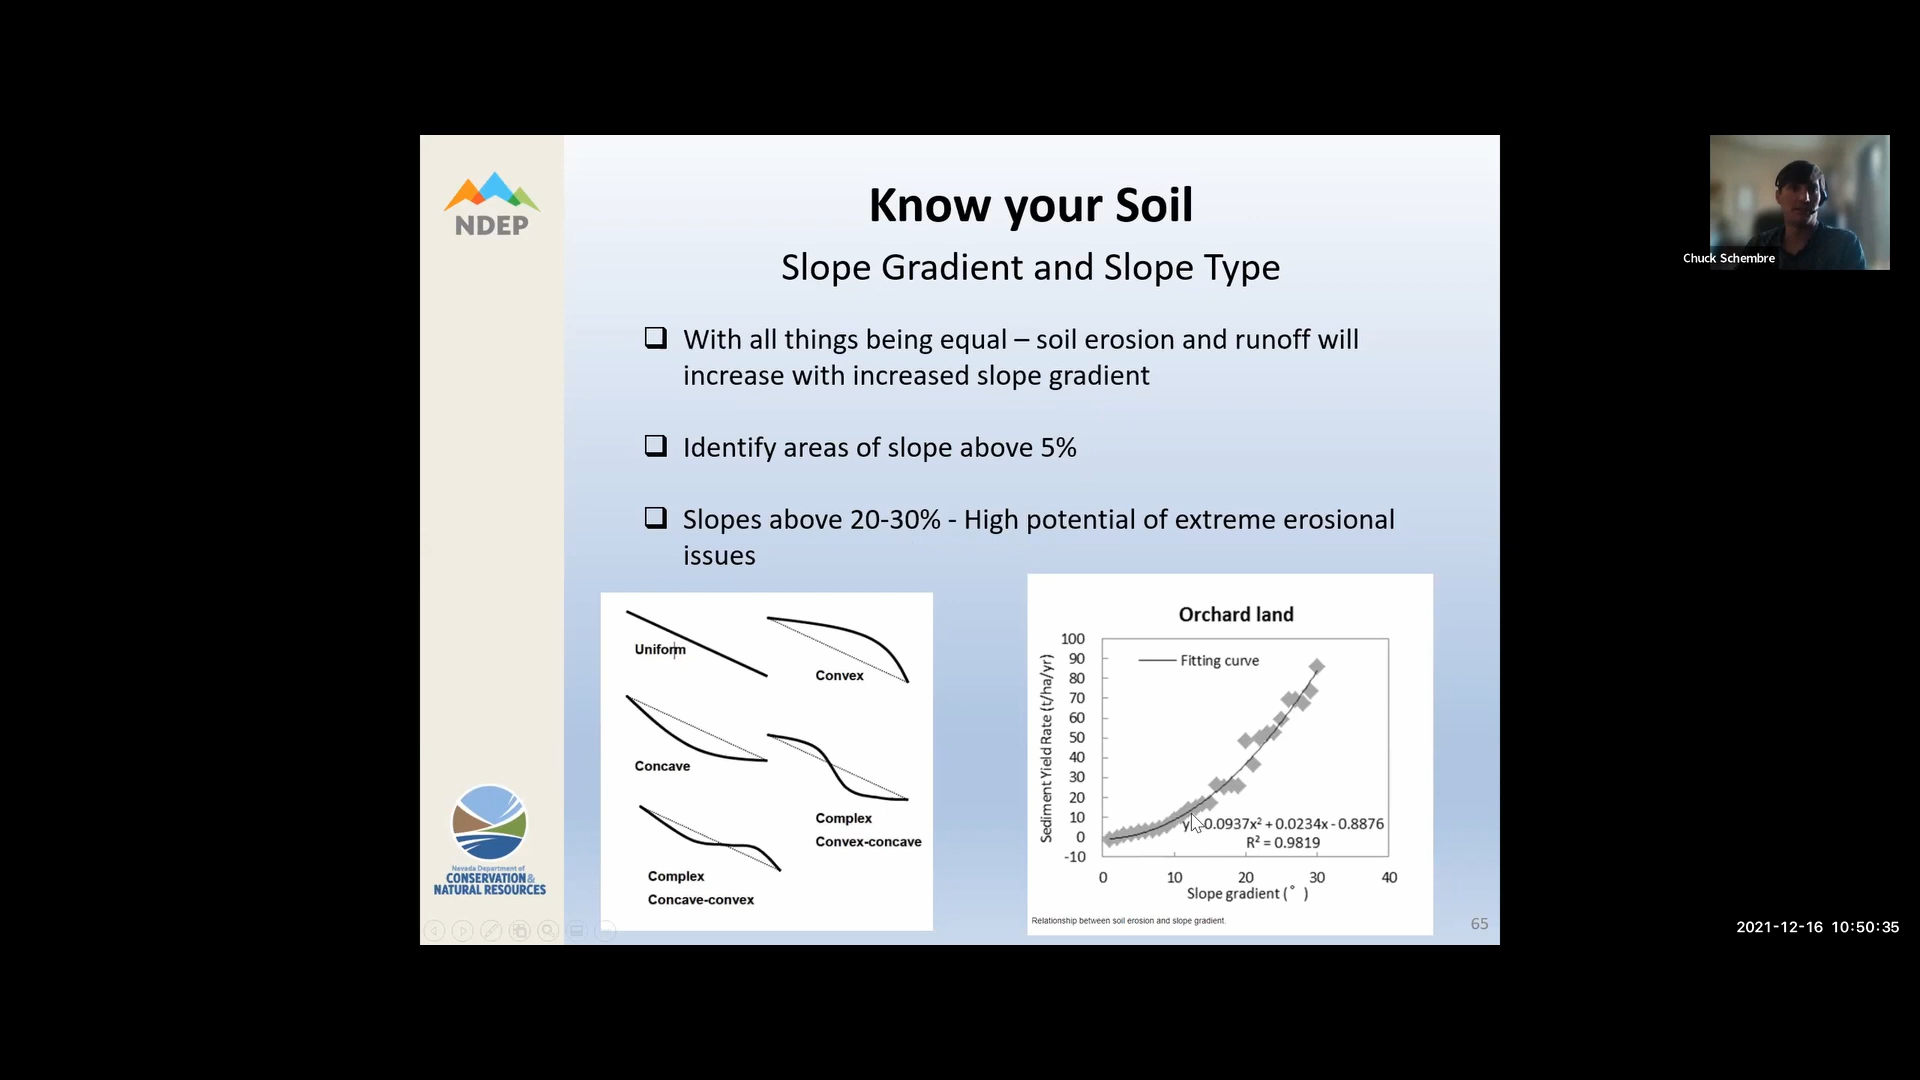 NDEP
Know your Soil
Slope Gradient and Slope Type
With all things being equal – soil erosion and runoff will
increase with increased slope gradient
Identify areas of slope above 5%
Slopes above 20-30% - High potential of extreme erosional
issues
Uniform
Convex
Concave
Complex
Convex-concave
Complex
Concave-convex
Orchard land
Fitting curve
Sediment Yield Rate (t/ha/yr)
100
90
80
70
60
50
40
30
20
10
0
-10
y 0.0937x² + 0.0234x - 0.8876
R² = 0.9819
0 10 20 30 40
Slope gradient ( ° )
Relationship between soil erosion and slope gradient.
Nevada Department of
CONSERVATION &
NATURAL RESOURCES
65
Chuck Schembre
2021-12-16 10:50:35